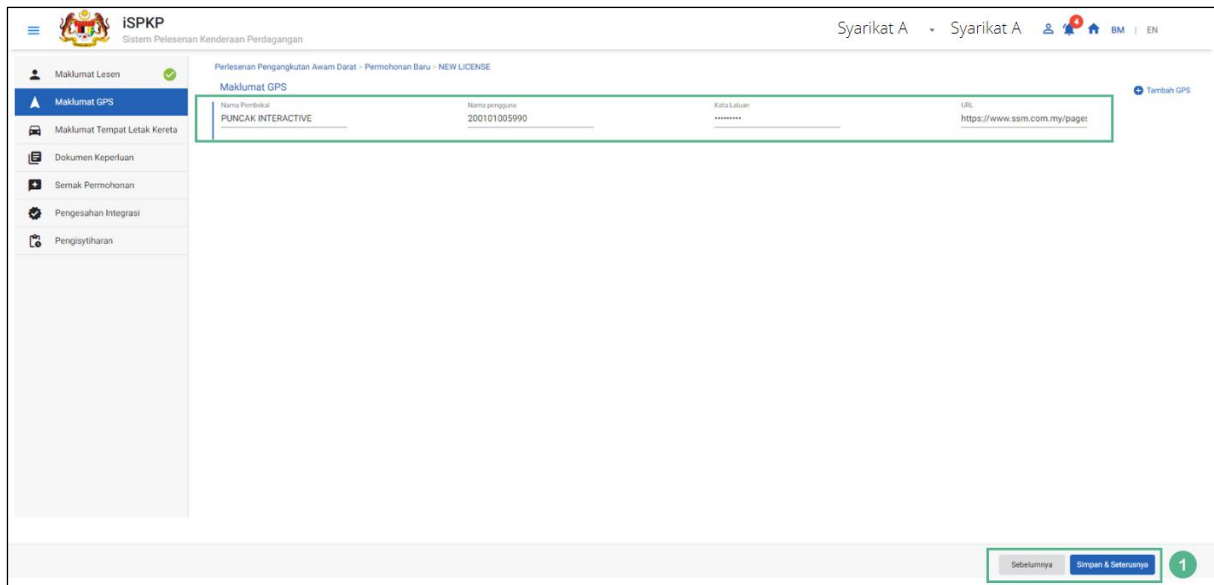 iSPKP
Sistem Pelesenan Kenderaan Perdagangan
Syarikat A Syarikat A 4 BM | EN
Maklumat Lesen
Maklumat GPS
Maklumat Tempat Letak Kereta
Dokumen Keperluan
Semak Permohonan
Pengesahan Integrasi
Pengisytiharan
Perlesenan Pengangkutan Awam Darat > Permohonan Baru > NEW LICENSE
Maklumat GPS
Tambah GPS
Nama Pembekal Nama pengguna Kata Laluan URL
PUNCAK INTERACTIVE 200101005990 ········· https://www.ssm.com.my/page:
Sebelumnya Simpan & Seterusnya 1